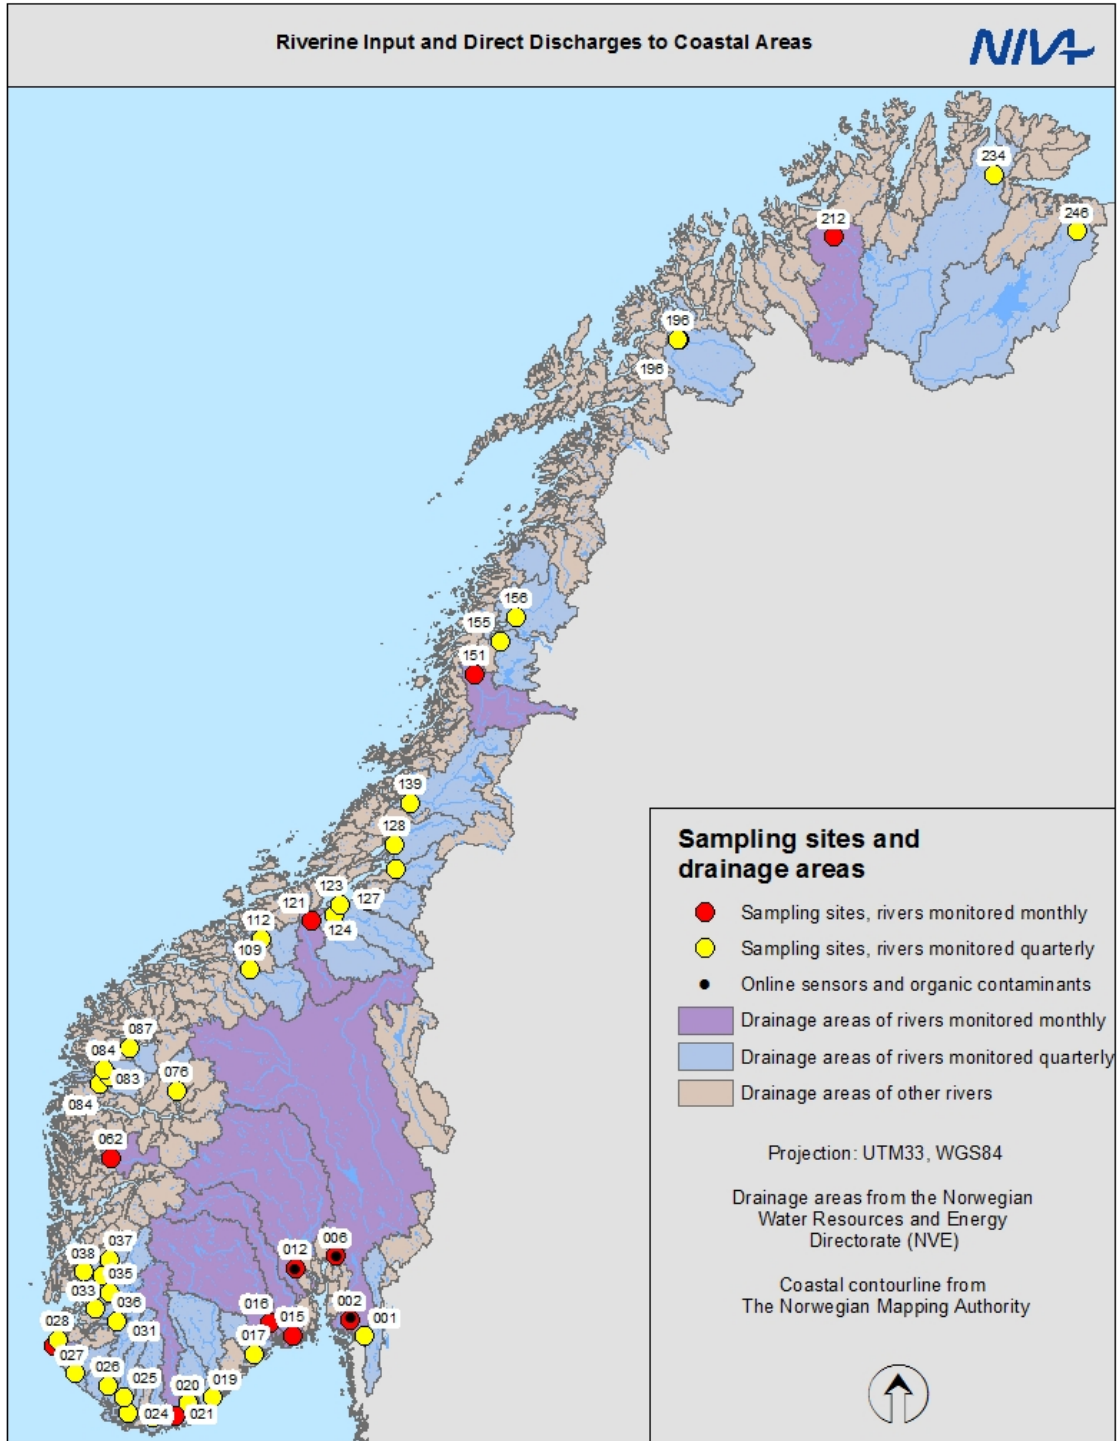 Riverine Input and Direct Discharges to Coastal Areas
NIVA
234
246
212
196
196
156
155
151
139
128
123
127
121
124
112
109
087
084
083
076
084
062
006
012
037
038
035
033
036
002
016
015
001
028
031
017
027
026
025
020
019
024
021
Sampling sites and
drainage areas
Sampling sites, rivers monitored monthly
Sampling sites, rivers monitored quarterly
Online sensors and organic contaminants
Drainage areas of rivers monitored monthly
Drainage areas of rivers monitored quarterly
Drainage areas of other rivers
Projection: UTM33, WGS84
Drainage areas from the Norwegian
Water Resources and Energy
Directorate (NVE)
Coastal contourline from
The Norwegian Mapping Authority